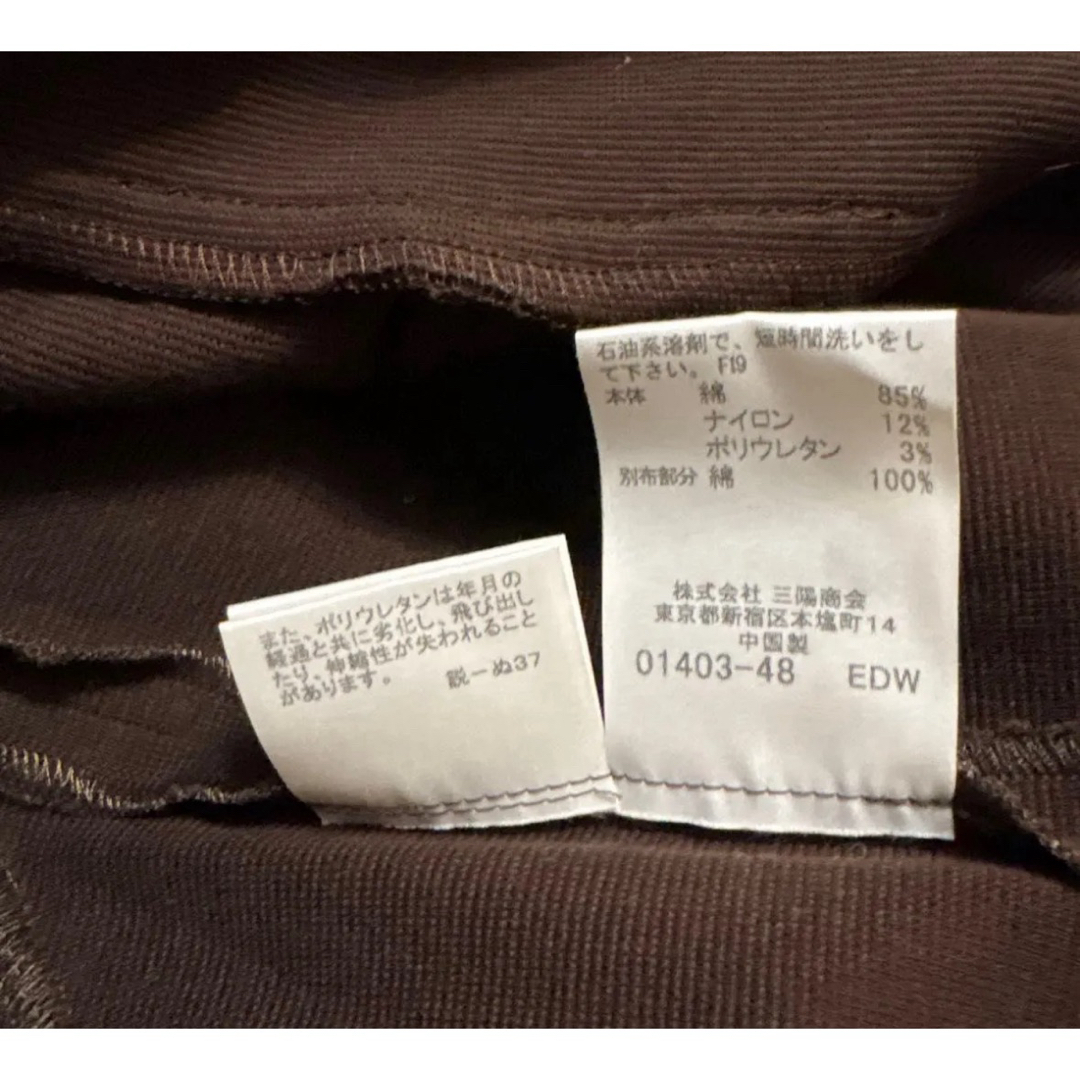 石油系溶剤で、短時間洗いをし
て下さい。 F19
本体 綿 85%
ナイロン 12%
ポリウレタン 3%
別布部分 綿 100%
株式会社 三陽商会
東京都新宿区本塩町14
中国製
01403-48 EDW
また、ポリウレタンは年月の
経過と共に劣化し、飛び出し
たり、伸縮性が失われること
があります。 説-ぬ37